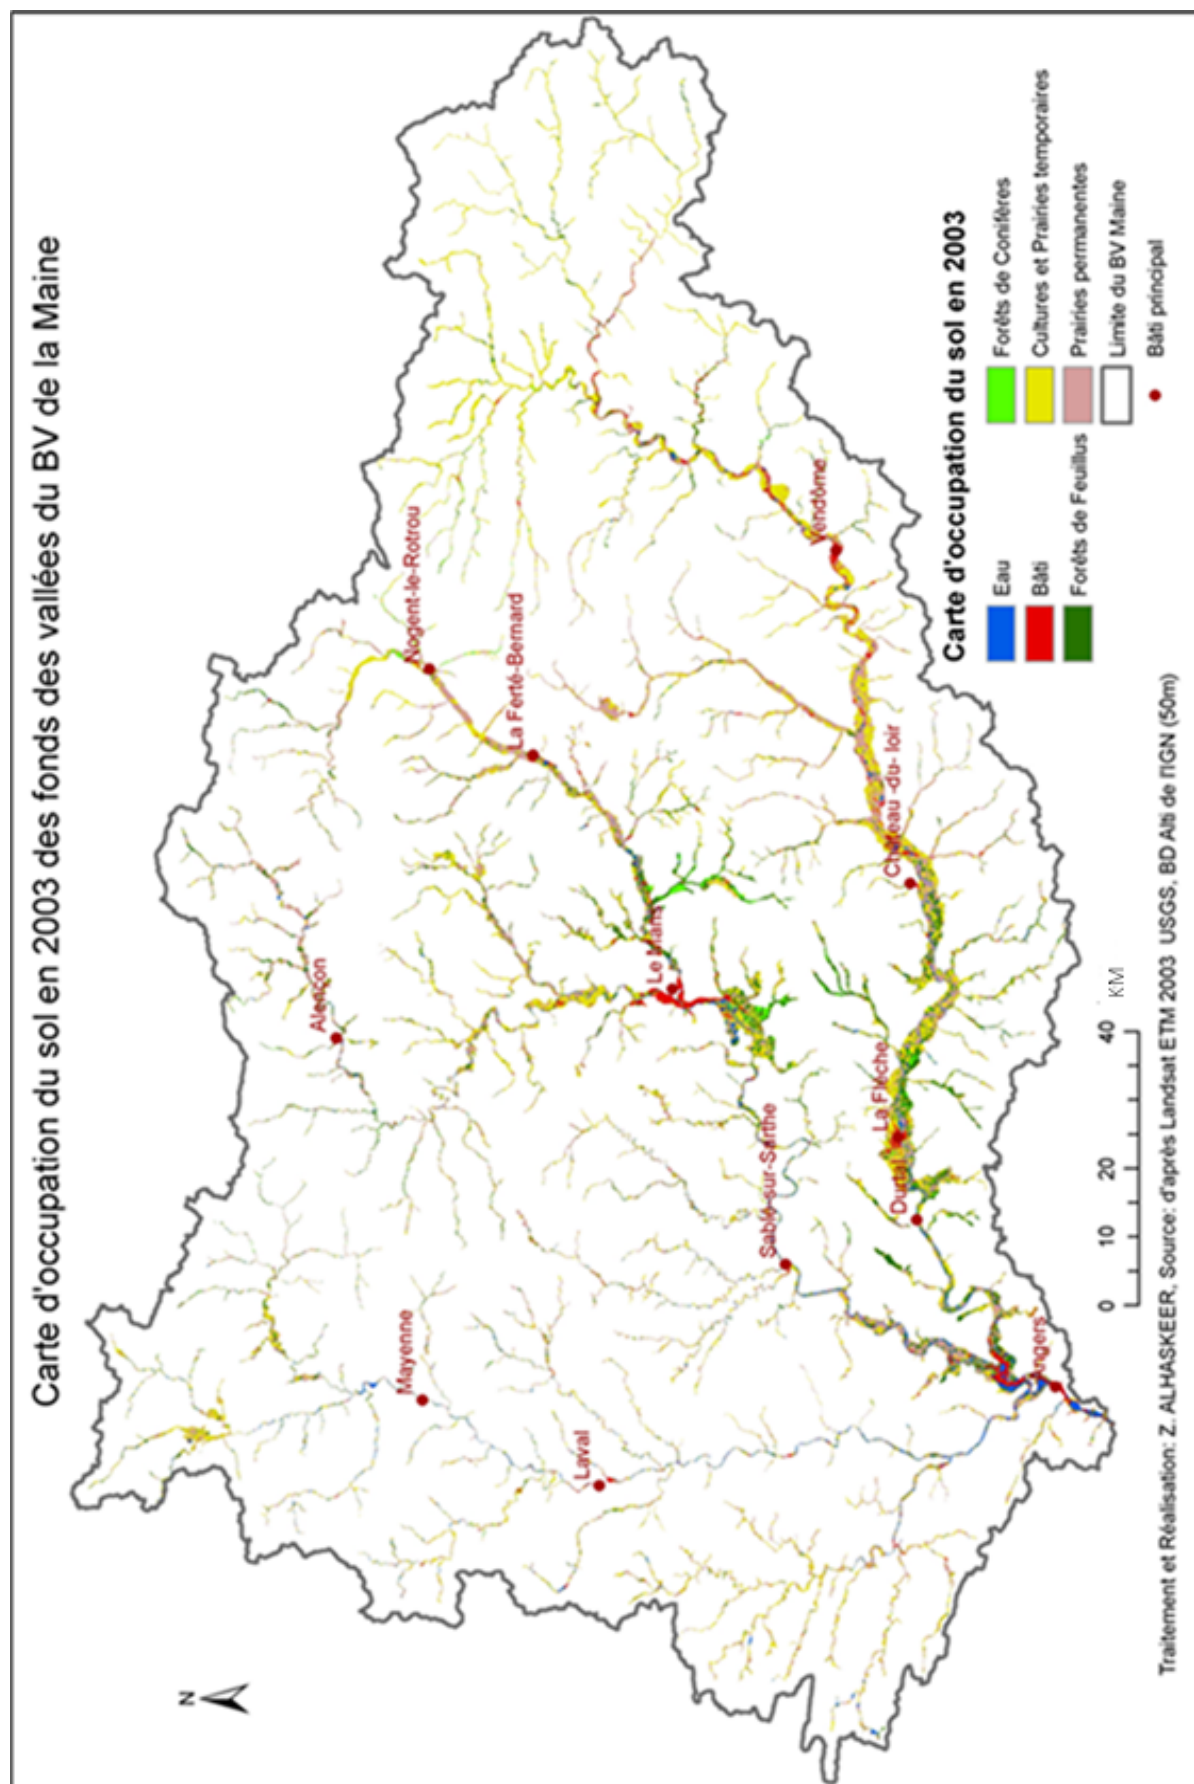 Carte d'occupation du sol en 2003 des fonds des vallées du BV de la Maine
N
Alençon
Nogent-le-Rotrou
Mayenne
La Ferté-Bernard
Laval
Le Mans
Sablé-sur-Sarthe
Vendôme
La Flèche
Château -du- loir
Durtal
Angers
Carte d'occupation du sol en 2003
Eau
Forêts de Conifères
Bâti
Cultures et Prairies temporaires
Forêts de Feuillus
Prairies permanentes
Limite du BV Maine
Bâti principal
0 10 20 40
KM
Traitement et Réalisation: Z. ALHASKEER, Source: d'après Landsat ETM 2003 USGS, BD Alti de l'IGN (50m)